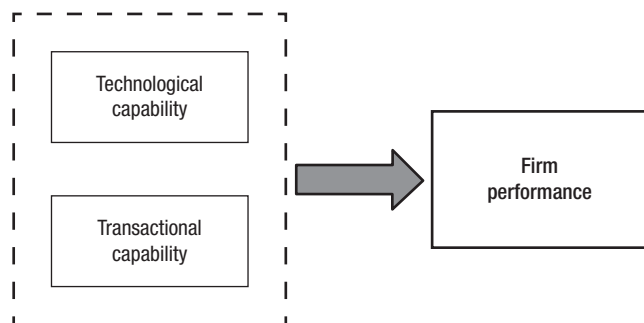 Technological
capability
Transactional
capability
Firm
performance